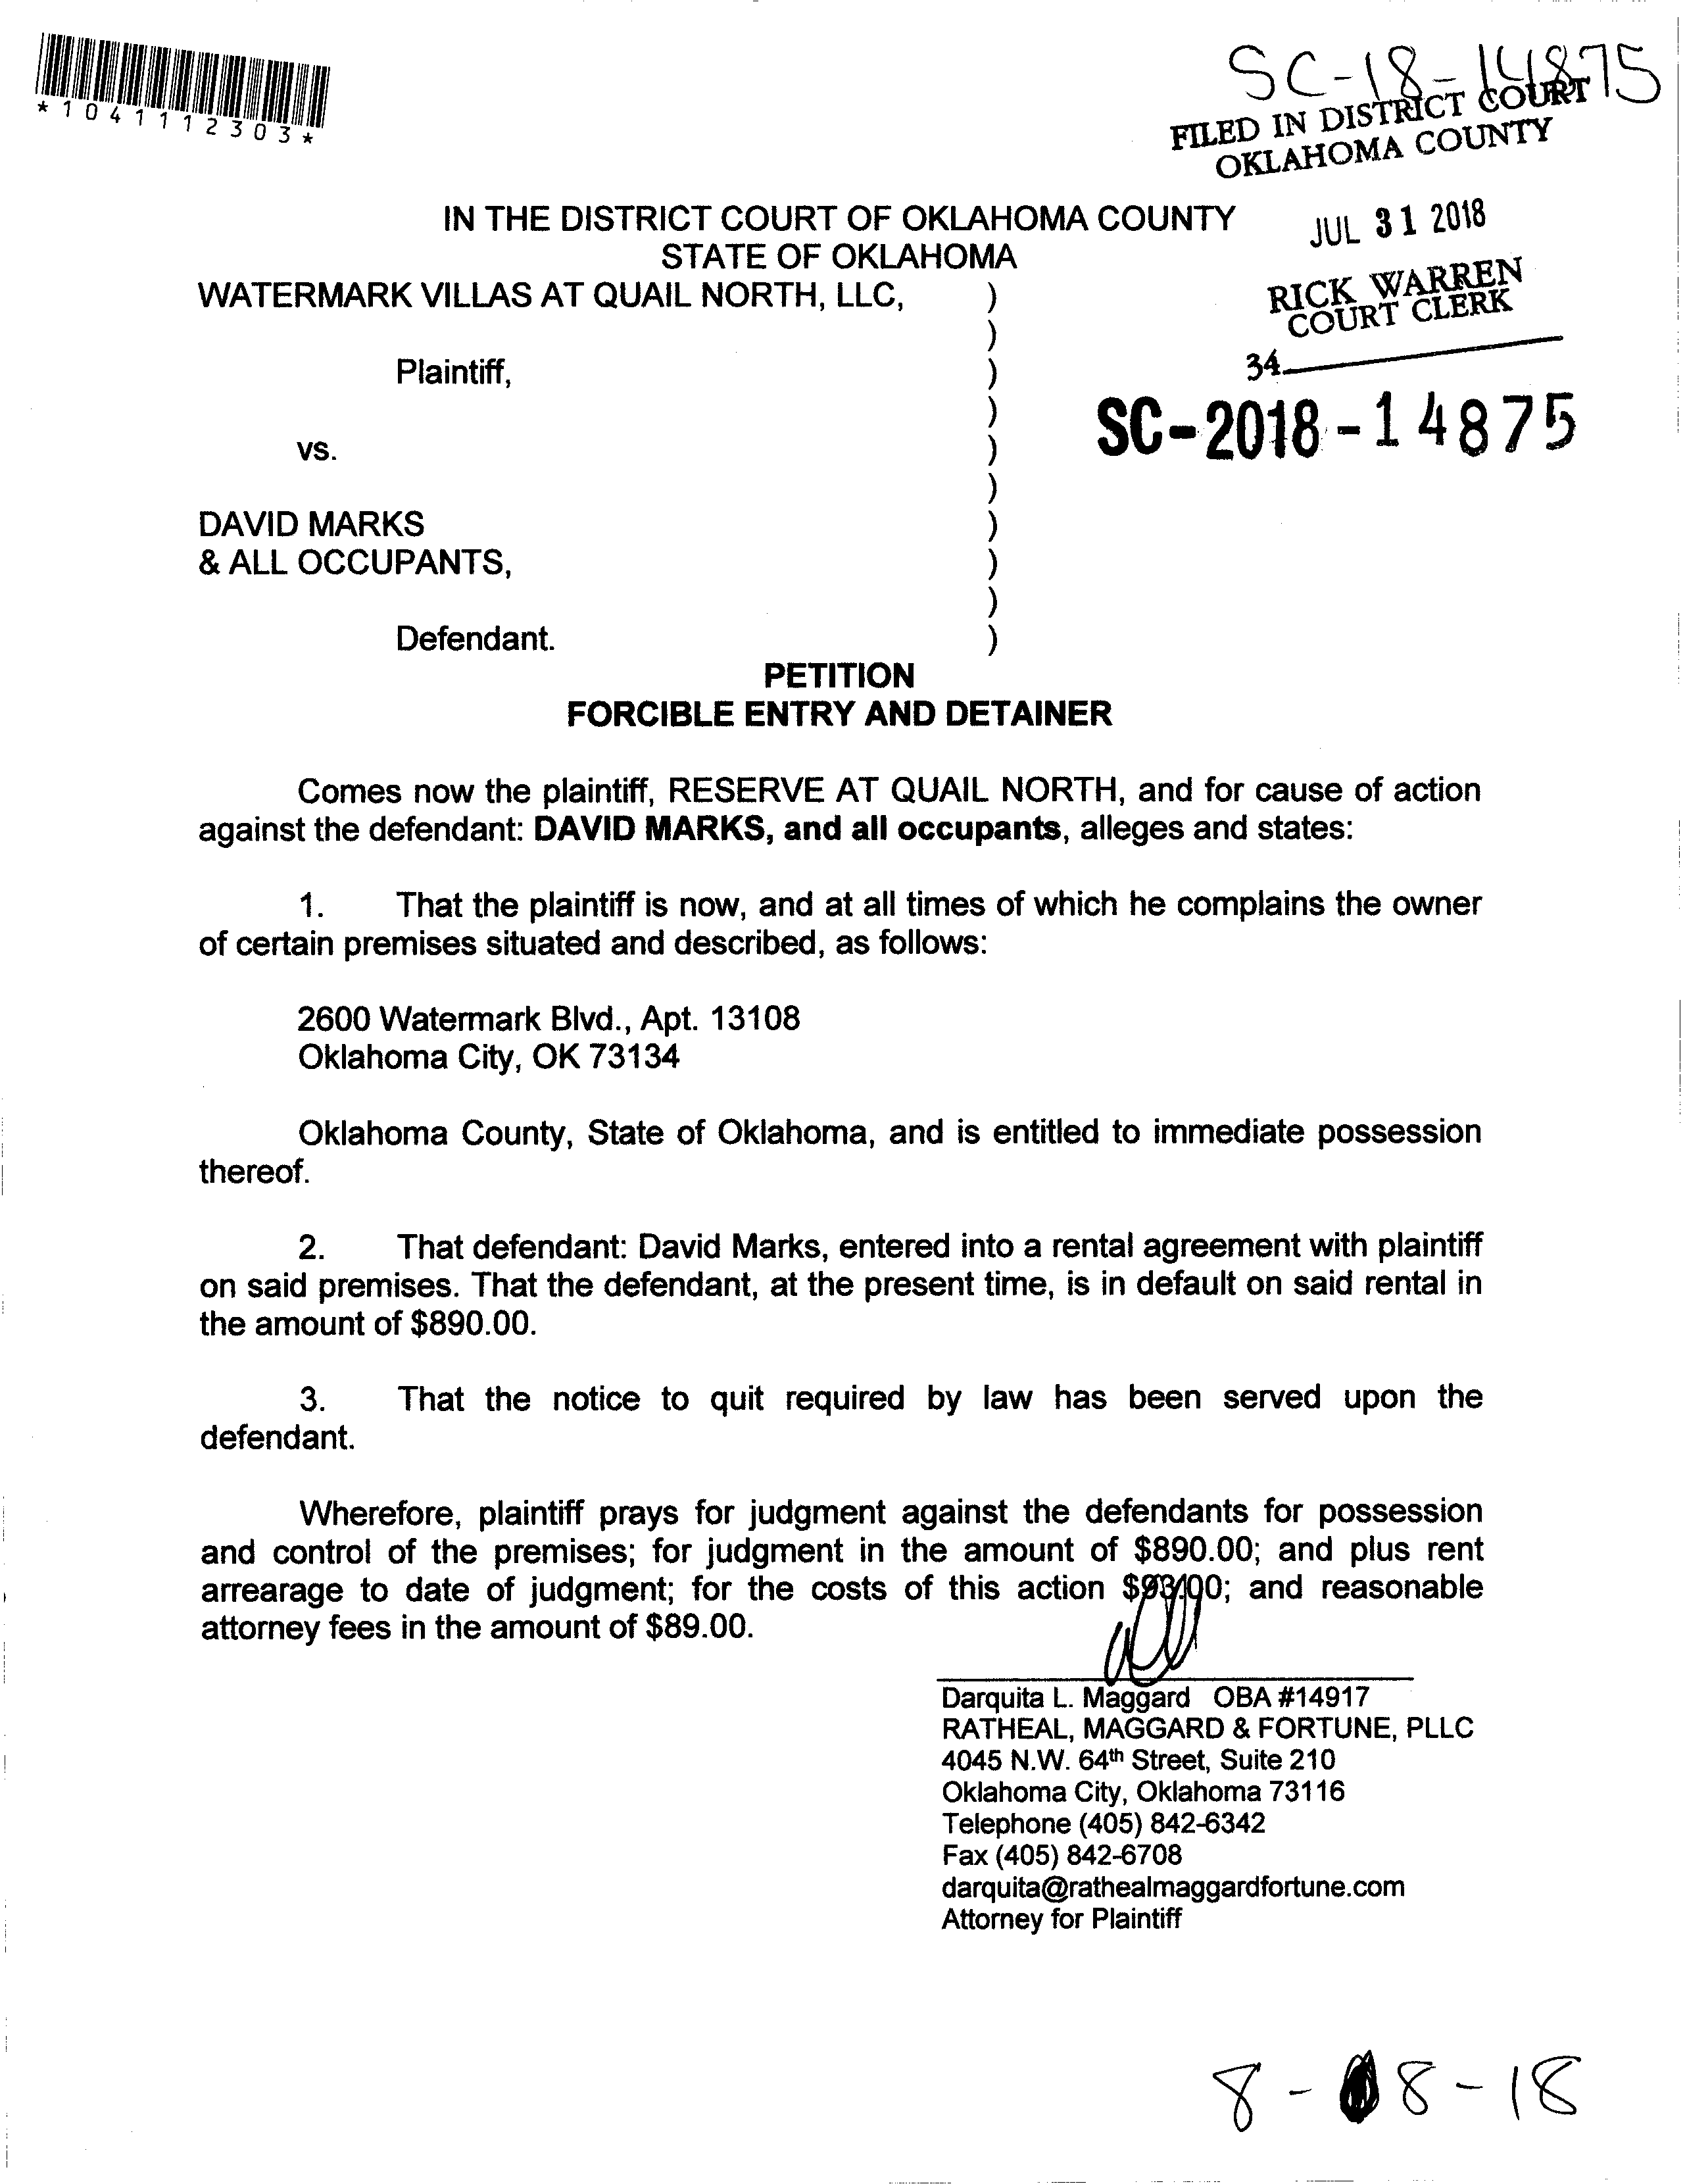 *1041112303*
SC-18-14875
FILED IN DISTRICT COURT
OKLAHOMA COUNTY
JUL 31 2018
RICK WARREN
COURT CLERK
34
SC-2018-14875
IN THE DISTRICT COURT OF OKLAHOMA COUNTY
STATE OF OKLAHOMA
WATERMARK VILLAS AT QUAIL NORTH, LLC, )
)
Plaintiff, )
)
vs. )
)
DAVID MARKS )
& ALL OCCUPANTS, )
)
Defendant. )
PETITION
FORCIBLE ENTRY AND DETAINER
Comes now the plaintiff, RESERVE AT QUAIL NORTH, and for cause of action
against the defendant: DAVID MARKS, and all occupants, alleges and states:
1. That the plaintiff is now, and at all times of which he complains the owner
of certain premises situated and described, as follows:
2600 Watermark Blvd., Apt. 13108
Oklahoma City, OK 73134
Oklahoma County, State of Oklahoma, and is entitled to immediate possession
thereof.
2. That defendant: David Marks, entered into a rental agreement with plaintiff
on said premises. That the defendant, at the present time, is in default on said rental in
the amount of $890.00.
3. That the notice to quit required by law has been served upon the
defendant.
Wherefore, plaintiff prays for judgment against the defendants for possession
and control of the premises; for judgment in the amount of $890.00; and plus rent
arrearage to date of judgment; for the costs of this action $93.00; and reasonable
attorney fees in the amount of $89.00.
Darquita L. Maggard OBA #14917
RATHEAL, MAGGARD & FORTUNE, PLLC
4045 N.W. 64th Street, Suite 210
Oklahoma City, Oklahoma 73116
Telephone (405) 842-6342
Fax (405) 842-6708
darquita@rathealmaggardfortune.com
Attorney for Plaintiff
8-8-18